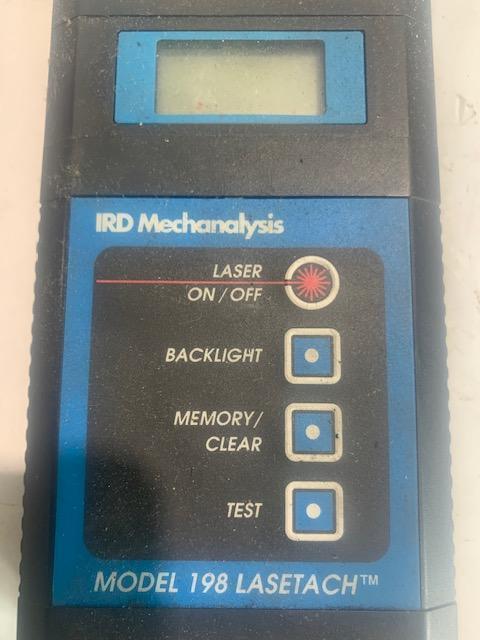 IRD Mechanalysis
LASER
ON / OFF
BACKLIGHT
MEMORY/
CLEAR
TEST
MODEL 198 LASETACH™